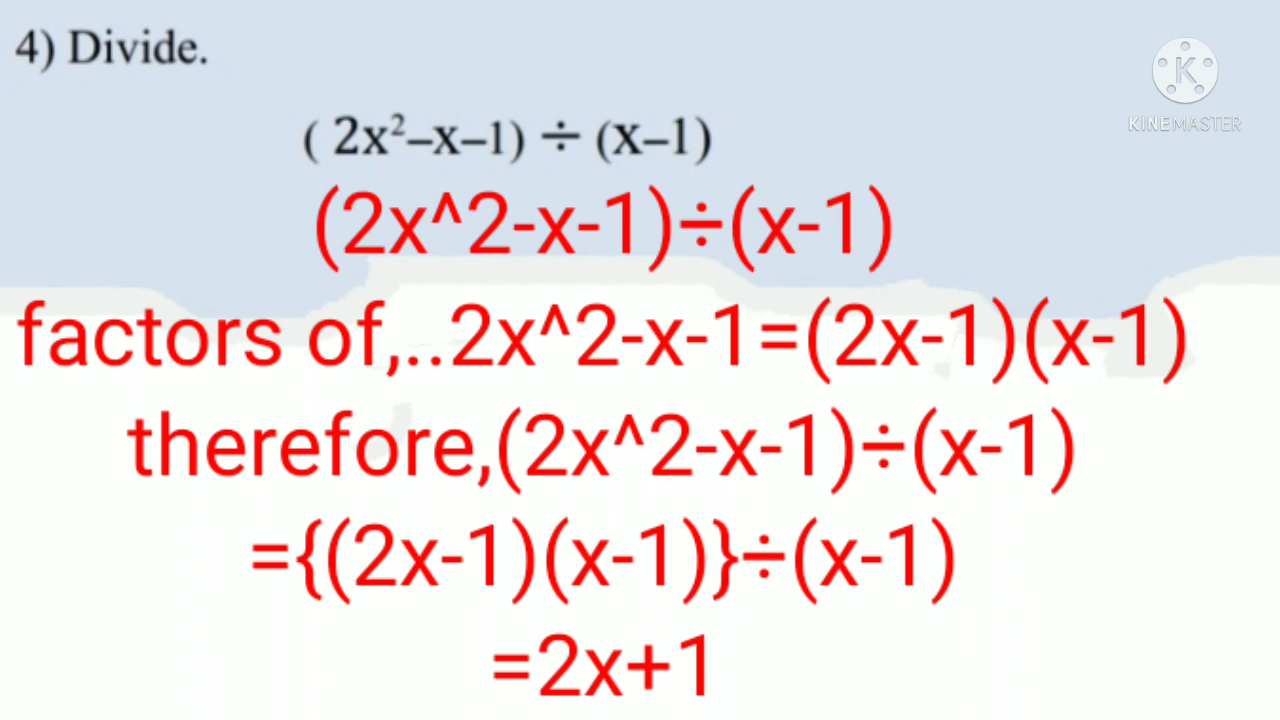 4) Divide.
KINEMASTER
( 2x²–x–1) ÷ (x–1)
(2x^2-x-1)÷(x-1)
factors of,..2x^2-x-1=(2x-1)(x-1)
therefore,(2x^2-x-1)÷(x-1)
={(2x-1)(x-1)}÷(x-1)
=2x+1